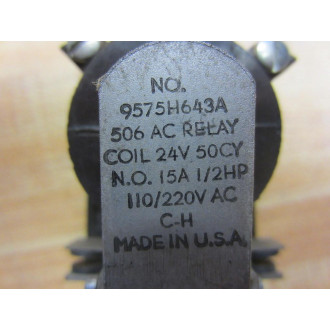 NO.
9575H643A
506 AC RELAY
COIL 24V 50CY
N.O. 15A 1/2HP
110/220V AC
C-H
MADE IN U.S.A.